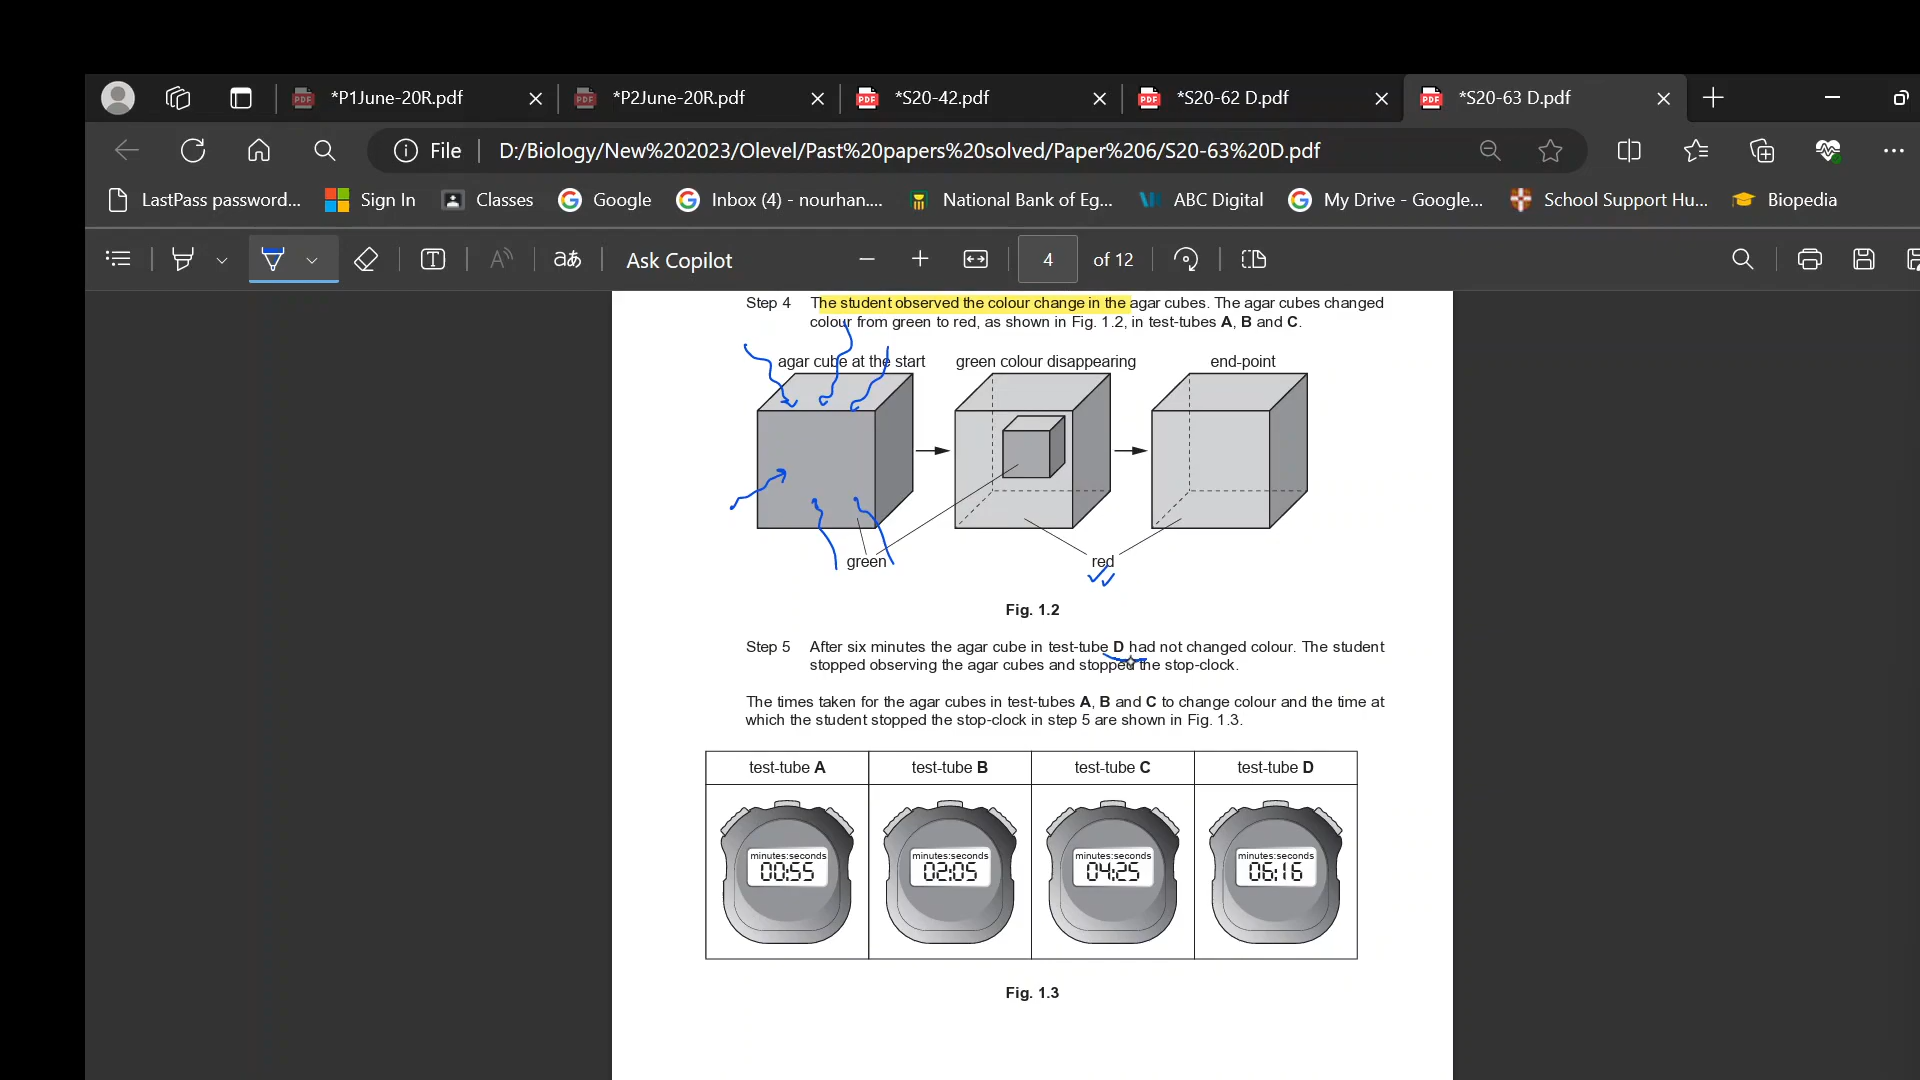 *P1June-20R.pdf
*P2June-20R.pdf
*S20-42.pdf
*S20-62 D.pdf
*S20-63 D.pdf
File
D:/Biology/New%202023/Olevel/Past%20papers%20solved/Paper%206/S20-63%20D.pdf
LastPass password...
Sign In
Classes
Google
Inbox (4) - nourhan....
National Bank of Eg...
ABC Digital
My Drive - Google...
School Support Hu...
Biopedia
Ask Copilot
4 of 12
Step 4 The student observed the colour change in the agar cubes. The agar cubes changed
colour from green to red, as shown in Fig. 1.2, in test-tubes A, B and C.
agar cube at the start green colour disappearing end-point
green red
Fig. 1.2
Step 5 After six minutes the agar cube in test-tube D had not changed colour. The student
stopped observing the agar cubes and stopped the stop-clock.
The times taken for the agar cubes in test-tubes A, B and C to change colour and the time at
which the student stopped the stop-clock in step 5 are shown in Fig. 1.3.
test-tube A test-tube B test-tube C test-tube D
minutes:seconds minutes:seconds minutes:seconds minutes:seconds
00:55 02:05 04:25 06:16
Fig. 1.3